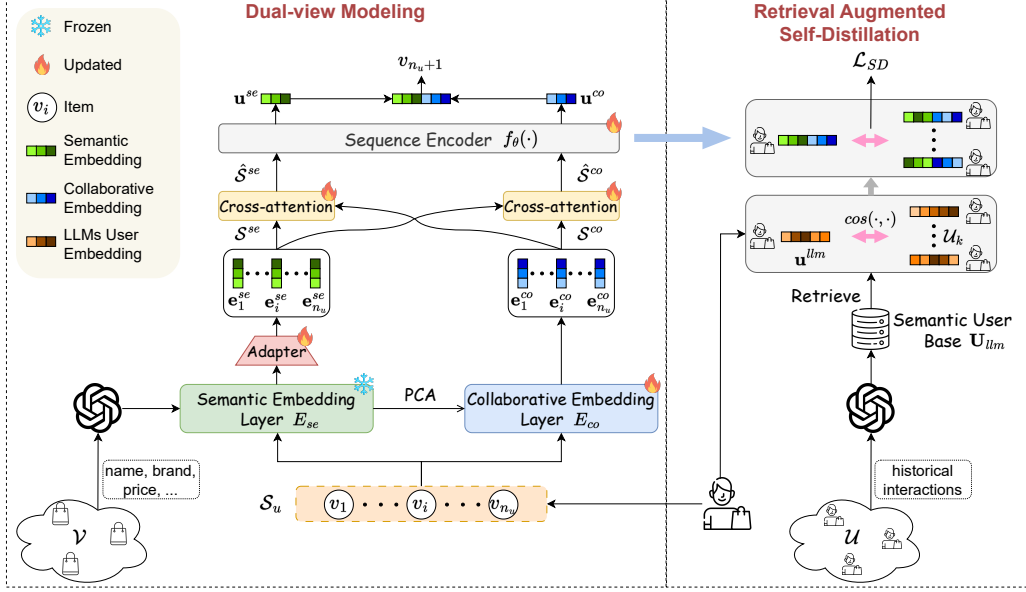 Dual-view Modeling
Retrieval Augmented
Self-Distillation
Frozen
Updated
v_i Item
Semantic
Embedding
Collaborative
Embedding
LLMs User
Embedding
v_{n_u+1}
u^{se}
u^{co}
Sequence Encoder f_θ(·)
Ŝ^{se}
Ŝ^{co}
Cross-attention
Cross-attention
S^{se}
S^{co}
e_1^{se} e_i^{se} e_{n_u}^{se}
e_1^{co} e_i^{co} e_{n_u}^{co}
Adapter
Semantic Embedding
Layer E_{se}
PCA
Collaborative Embedding
Layer E_{co}
name, brand,
price, ...
V
S_u
v_1 · · · v_i · · · v_{n_u}
L_{SD}
cos(·,·)
u^{llm}
U_k
Retrieve
Semantic User
Base U_{llm}
historical
interactions
U